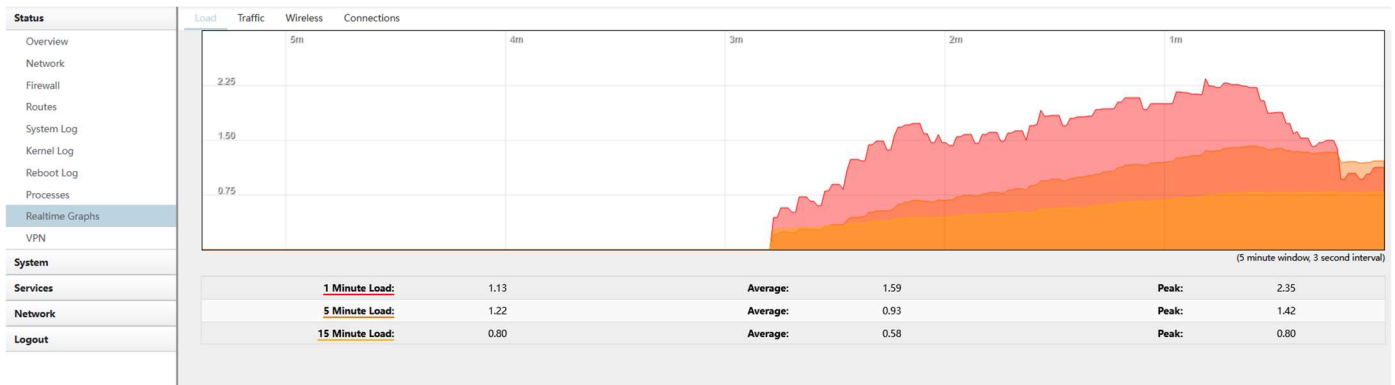 Status
Overview
Network
Firewall
Routes
System Log
Kernel Log
Reboot Log
Processes
Realtime Graphs
VPN
System
Services
Network
Logout
Load Traffic Wireless Connections
5m 4m 3m 2m 1m
2.25
1.50
0.75
(5 minute window, 3 second interval)
1 Minute Load: 1.13 Average: 1.59 Peak: 2.35
5 Minute Load: 1.22 Average: 0.93 Peak: 1.42
15 Minute Load: 0.80 Average: 0.58 Peak: 0.80